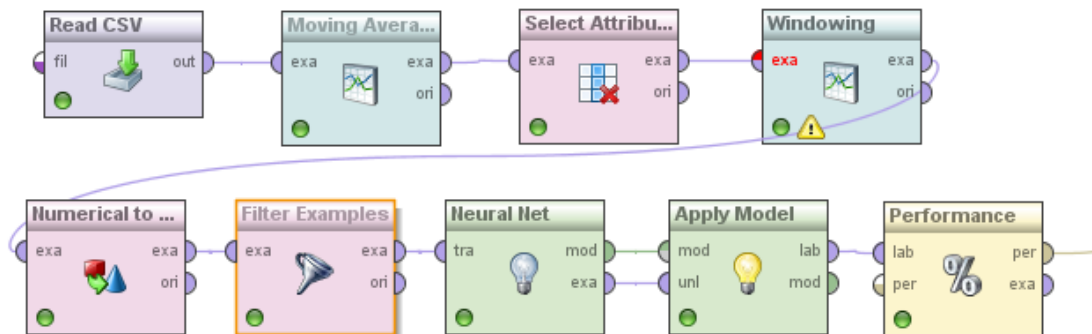 Read CSV
fil out
Moving Avera...
exa exa
ori
Select Attribu...
exa exa
ori
Windowing
exa exa
ori
Numerical to ...
exa exa
ori
Filter Examples
exa exa
ori
Neural Net
tra mod
exa
Apply Model
mod lab
unl mod
Performance
lab per
per exa
%